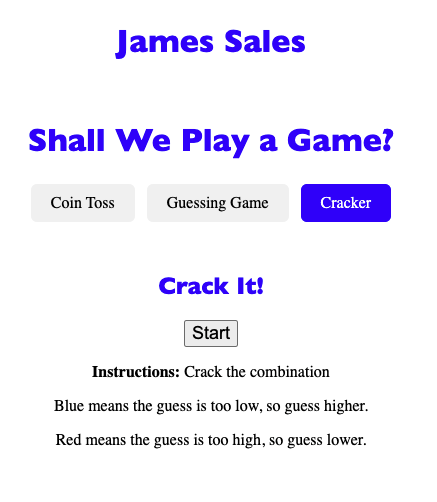 James Sales
Shall We Play a Game?
Coin Toss Guessing Game Cracker
Crack It!
Start
Instructions: Crack the combination
Blue means the guess is too low, so guess higher.
Red means the guess is too high, so guess lower.